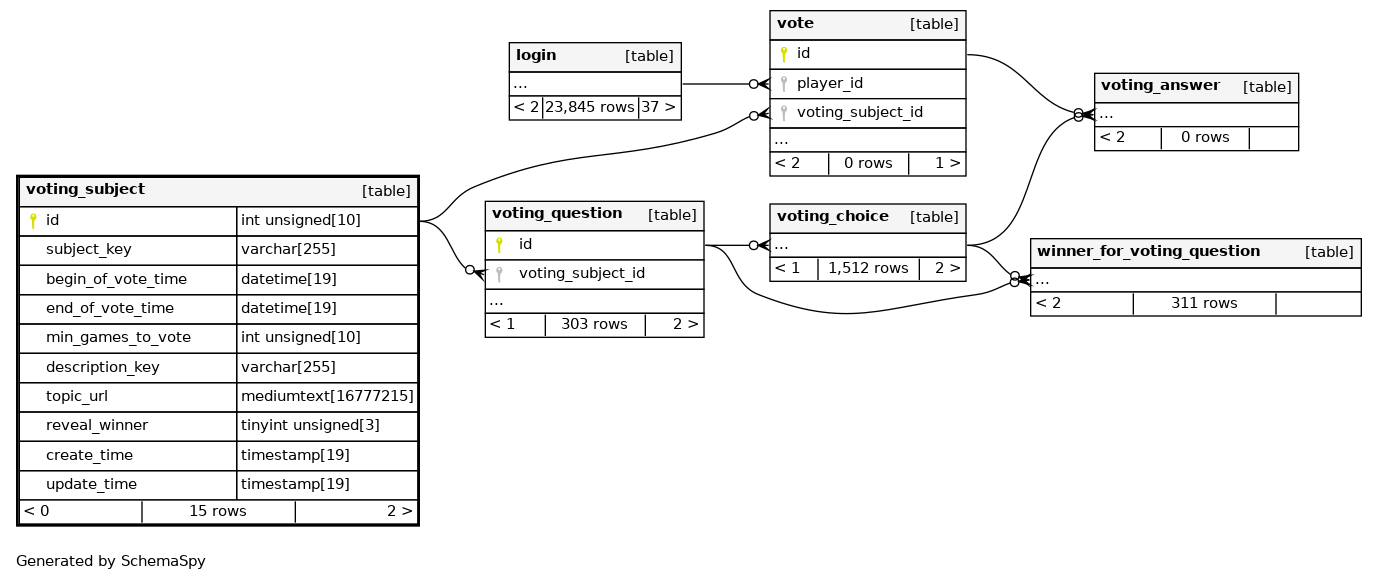 login [table]
...
< 2 23,845 rows 37 >
vote [table]
id
player_id
voting_subject_id
...
< 2 0 rows 1 >
voting_answer [table]
...
< 2 0 rows
voting_subject [table]
id int unsigned[10]
subject_key varchar[255]
begin_of_vote_time datetime[19]
end_of_vote_time datetime[19]
min_games_to_vote int unsigned[10]
description_key varchar[255]
topic_url mediumtext[16777215]
reveal_winner tinyint unsigned[3]
create_time timestamp[19]
update_time timestamp[19]
< 0 15 rows 2 >
voting_question [table]
id
voting_subject_id
...
< 1 303 rows 2 >
voting_choice [table]
...
< 1 1,512 rows 2 >
winner_for_voting_question [table]
...
< 2 311 rows
Generated by SchemaSpy